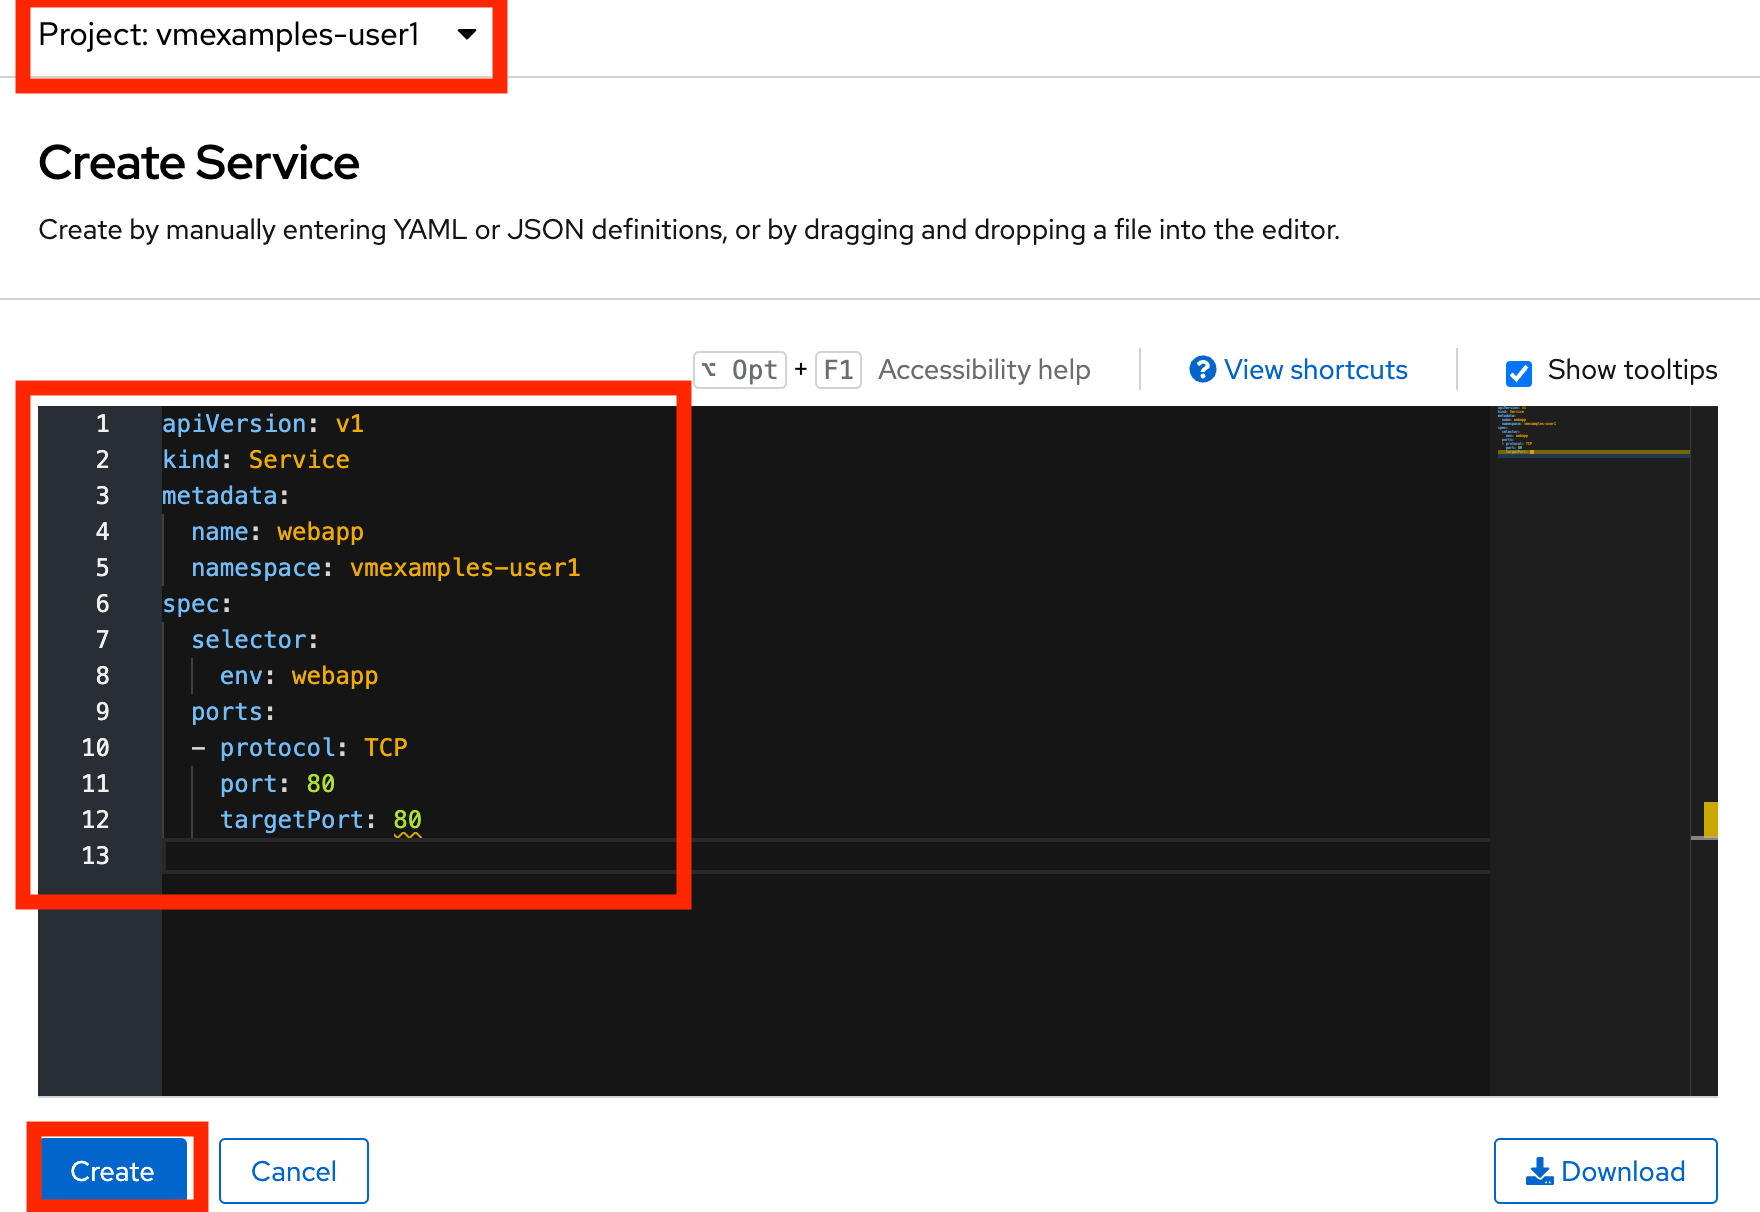 Project: vmexamples-user1
Create Service
Create by manually entering YAML or JSON definitions, or by dragging and dropping a file into the editor.
⌥ Opt + F1 Accessibility help View shortcuts Show tooltips
1 apiVersion: v1
2 kind: Service
3 metadata:
4   name: webapp
5   namespace: vmexamples-user1
6 spec:
7   selector:
8     env: webapp
9   ports:
10   - protocol: TCP
11     port: 80
12     targetPort: 80
13
Create Cancel Download